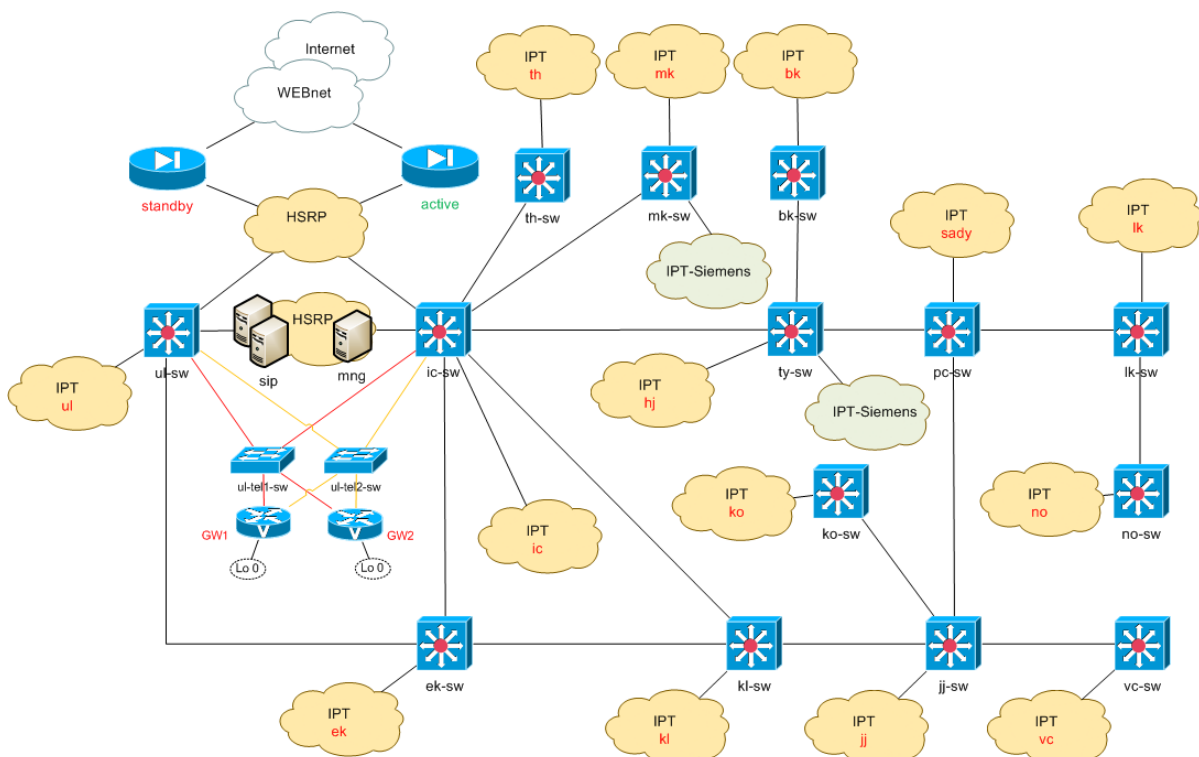 Internet
WEBnet
IPT
th
IPT
mk
IPT
bk
standby
active
HSRP
th-sw
mk-sw
bk-sw
IPT
sady
IPT
lk
IPT-Siemens
HSRP
ul-sw
sip
mng
ic-sw
ty-sw
pc-sw
lk-sw
IPT
ul
IPT
hj
IPT-Siemens
ul-tel1-sw
ul-tel2-sw
GW1
GW2
Lo 0
Lo 0
IPT
ic
IPT
ko
ko-sw
IPT
no
no-sw
ek-sw
kl-sw
jj-sw
vc-sw
IPT
ek
IPT
kl
IPT
jj
IPT
vc